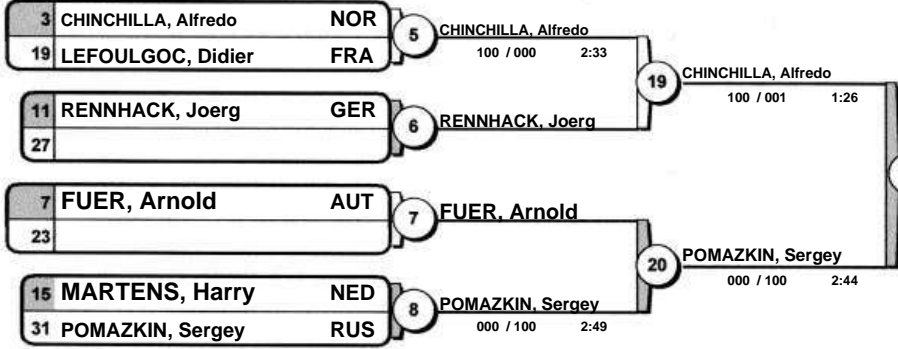 3 CHINCHILLA, Alfredo NOR
19 LEFOULGOC, Didier FRA
5
CHINCHILLA, Alfredo
100 / 000 2:33
11 RENNHACK, Joerg GER
27
6
RENNHACK, Joerg
19
CHINCHILLA, Alfredo
100 / 001 1:26
7 FUER, Arnold AUT
23
7
FUER, Arnold
15 MARTENS, Harry NED
31 POMAZKIN, Sergey RUS
8
POMAZKIN, Sergey
000 / 100 2:49
20
POMAZKIN, Sergey
000 / 100 2:44